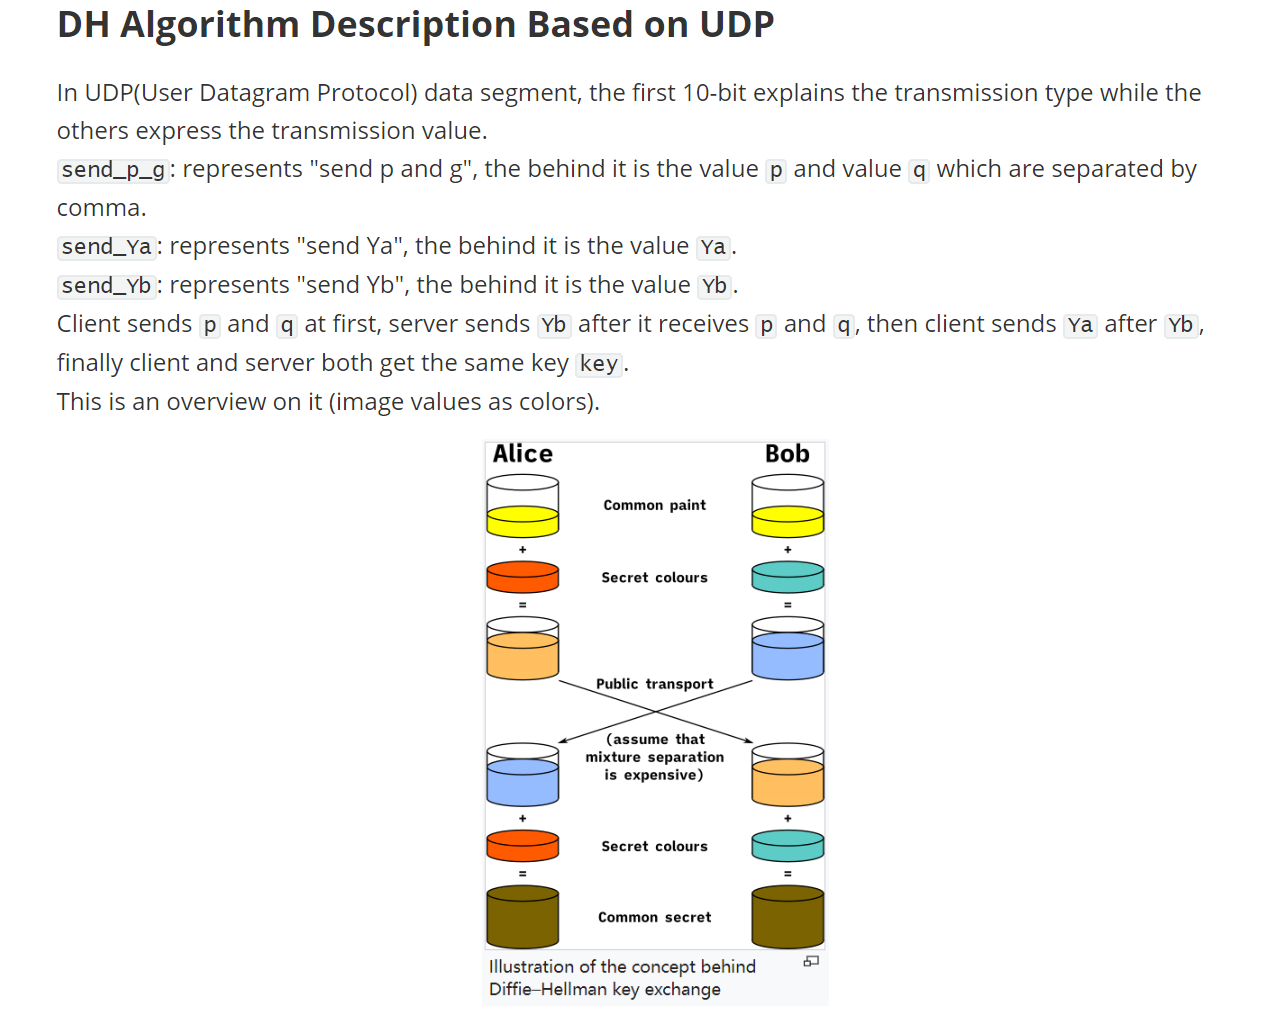 DH Algorithm Description Based on UDP
In UDP(User Datagram Protocol) data segment, the first 10-bit explains the transmission type while the
others express the transmission value.
send_p_g: represents "send p and g", the behind it is the value p and value q which are separated by
comma.
send_Ya: represents "send Ya", the behind it is the value Ya.
send_Yb: represents "send Yb", the behind it is the value Yb.
Client sends p and q at first, server sends Yb after it receives p and q, then client sends Ya after Yb,
finally client and server both get the same key key.
This is an overview on it (image values as colors).
Alice Bob
Common paint
+ +
Secret colours
= =
Public transport
(assume that
mixture separation
is expensive)
+ +
Secret colours
= =
Common secret
Illustration of the concept behind
Diffie–Hellman key exchange